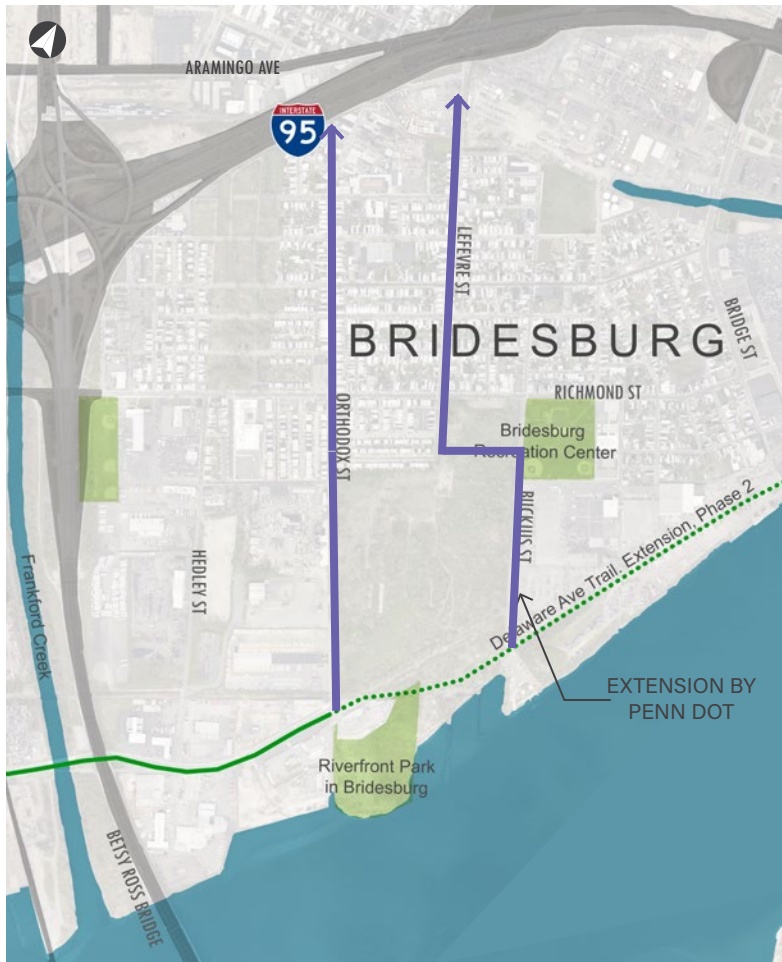 ARAMINGO AVE
INTERSTATE
95
LEFEVRE ST
BRIDESBURG
BRIDGE ST
RICHMOND ST
ORTHODOX ST
Bridesburg
Recreation Center
BUCKIUS ST
Delaware Ave Trail. Extension, Phase 2
HEDLEY ST
Frankford Creek
EXTENSION BY
PENN DOT
Riverfront Park
in Bridesburg
BETSY ROSS BRIDGE